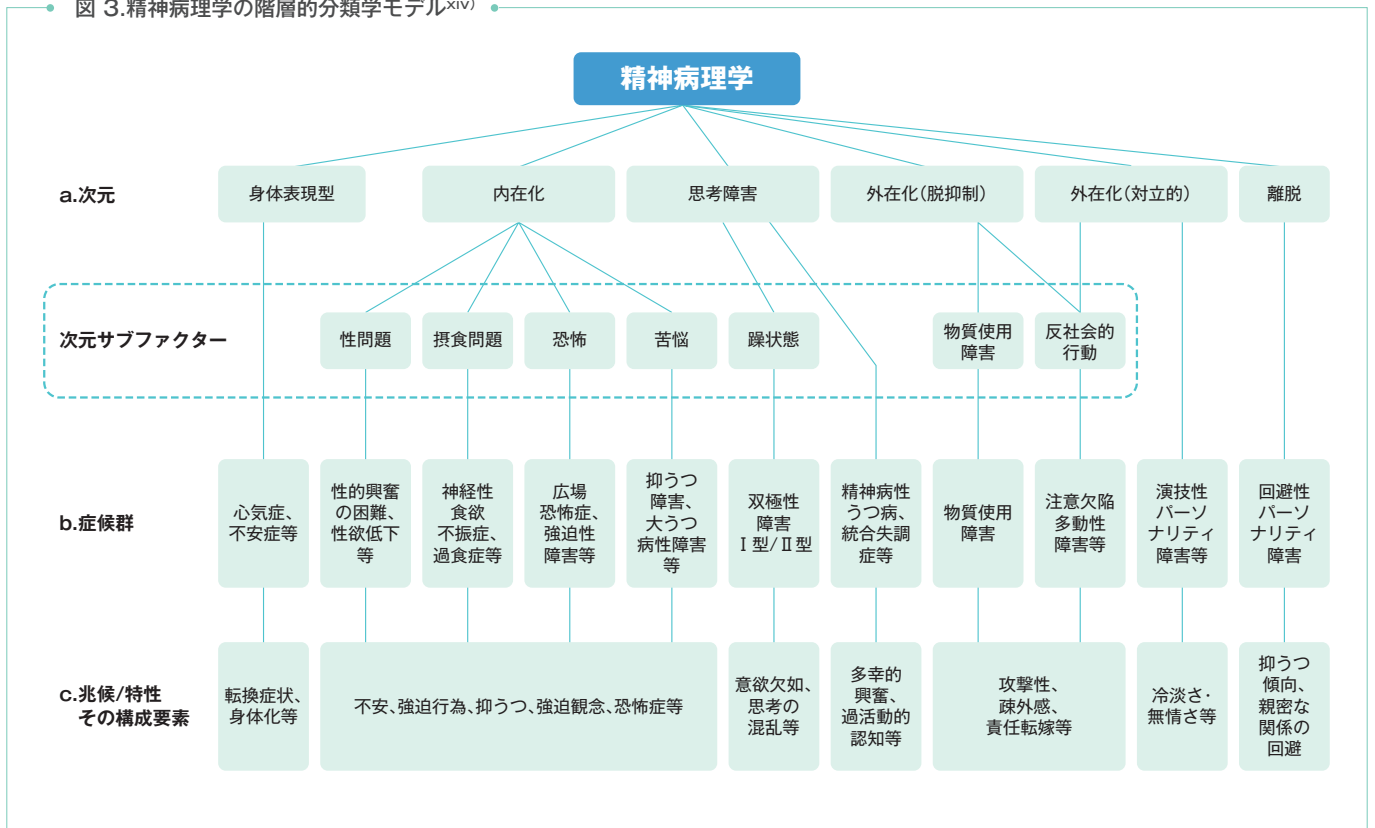 図 3.精神病理学の階層的分類学モデルxiv)
精神病理学
a.次元
身体表現型
内在化
思考障害
外在化(脱抑制)
外在化(対立的)
離脱
次元サブファクター
性問題
摂食問題
恐怖
苦悩
躁状態
物質使用
障害
反社会的
行動
b.症候群
心気症、
不安症等
性的興奮
の困難、
性欲低下
等
神経性
食欲
不振症、
過食症等
広場
恐怖症、
強迫性
障害等
抑うつ
障害、
大うつ
病性障害
等
双極性
障害
Ⅰ型/Ⅱ型
精神病性
うつ病、
統合失調
症等
物質使用
障害
注意欠陥
多動性
障害等
演技性
パーソ
ナリティ
障害等
回避性
パーソ
ナリティ
障害
c.兆候/特性
その構成要素
転換症状、
身体化等
不安、強迫行為、抑うつ、強迫観念、恐怖症等
意欲欠如、
思考の
混乱等
多幸的
興奮、
過活動的
認知等
攻撃性、
疎外感、
責任転嫁等
冷淡さ・
無情さ等
抑うつ
傾向、
親密な
関係の
回避